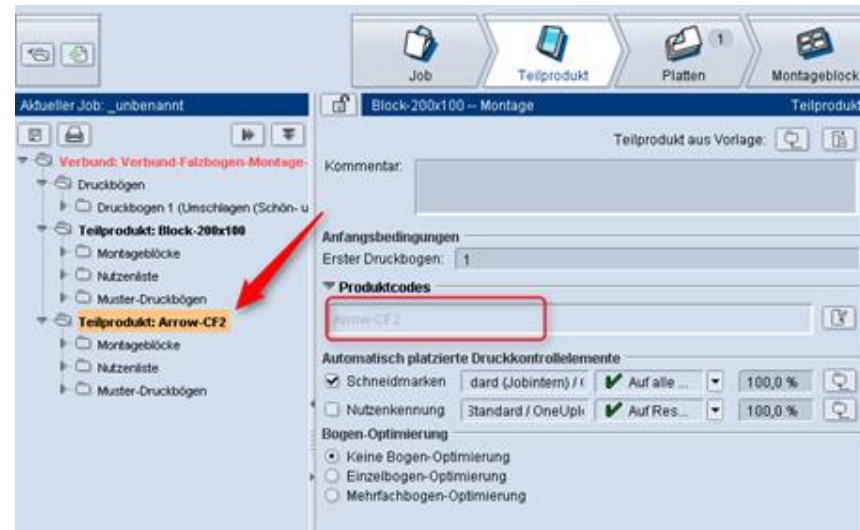 Job
Teilprodukt
Platten
1
Montageblock
Aktueller Job: _unbenannt
Block-200x100 -- Montage
Teilproduk
Teilprodukt aus Vorlage:
Verbund: Verbund-Falzbogen-Montage-
Druckbögen
Druckbogen 1 (Umschlagen (Schön- u
Teilprodukt: Block-200x100
Montageblöcke
Nutzenliste
Muster-Druckbögen
Teilprodukt: Arrow-CF2
Montageblöcke
Nutzenliste
Muster-Druckbögen
Kommentar:
Anfangsbedingungen
Erster Druckbogen: 1
Produktcodes
Arrow-CF2
Automatisch platzierte Druckkontrollelemente
Schneidmarken dard (Jobintern) / Auf alle ... 100,0 %
Nutzenkennung Standard / OneUpl Auf Res... 100,0 %
Bogen-Optimierung
Keine Bogen-Optimierung
Einzelbogen-Optimierung
Mehrfachbogen-Optimierung